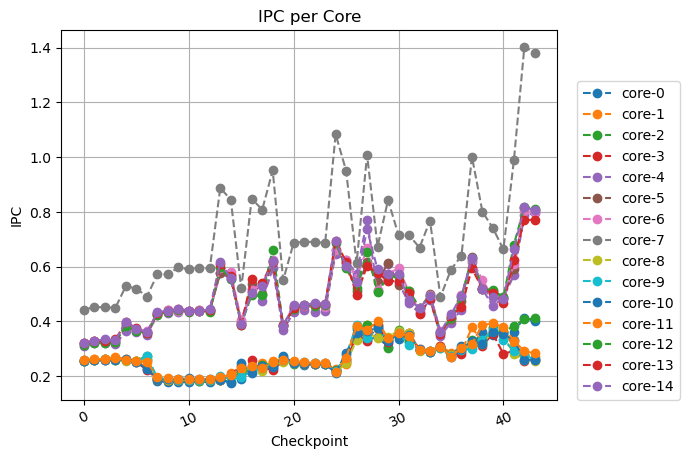 IPC per Core
IPC
1.4
1.2
1.0
0.8
0.6
0.4
0.2
0
10
20
30
40
Checkpoint
core-0
core-1
core-2
core-3
core-4
core-5
core-6
core-7
core-8
core-9
core-10
core-11
core-12
core-13
core-14